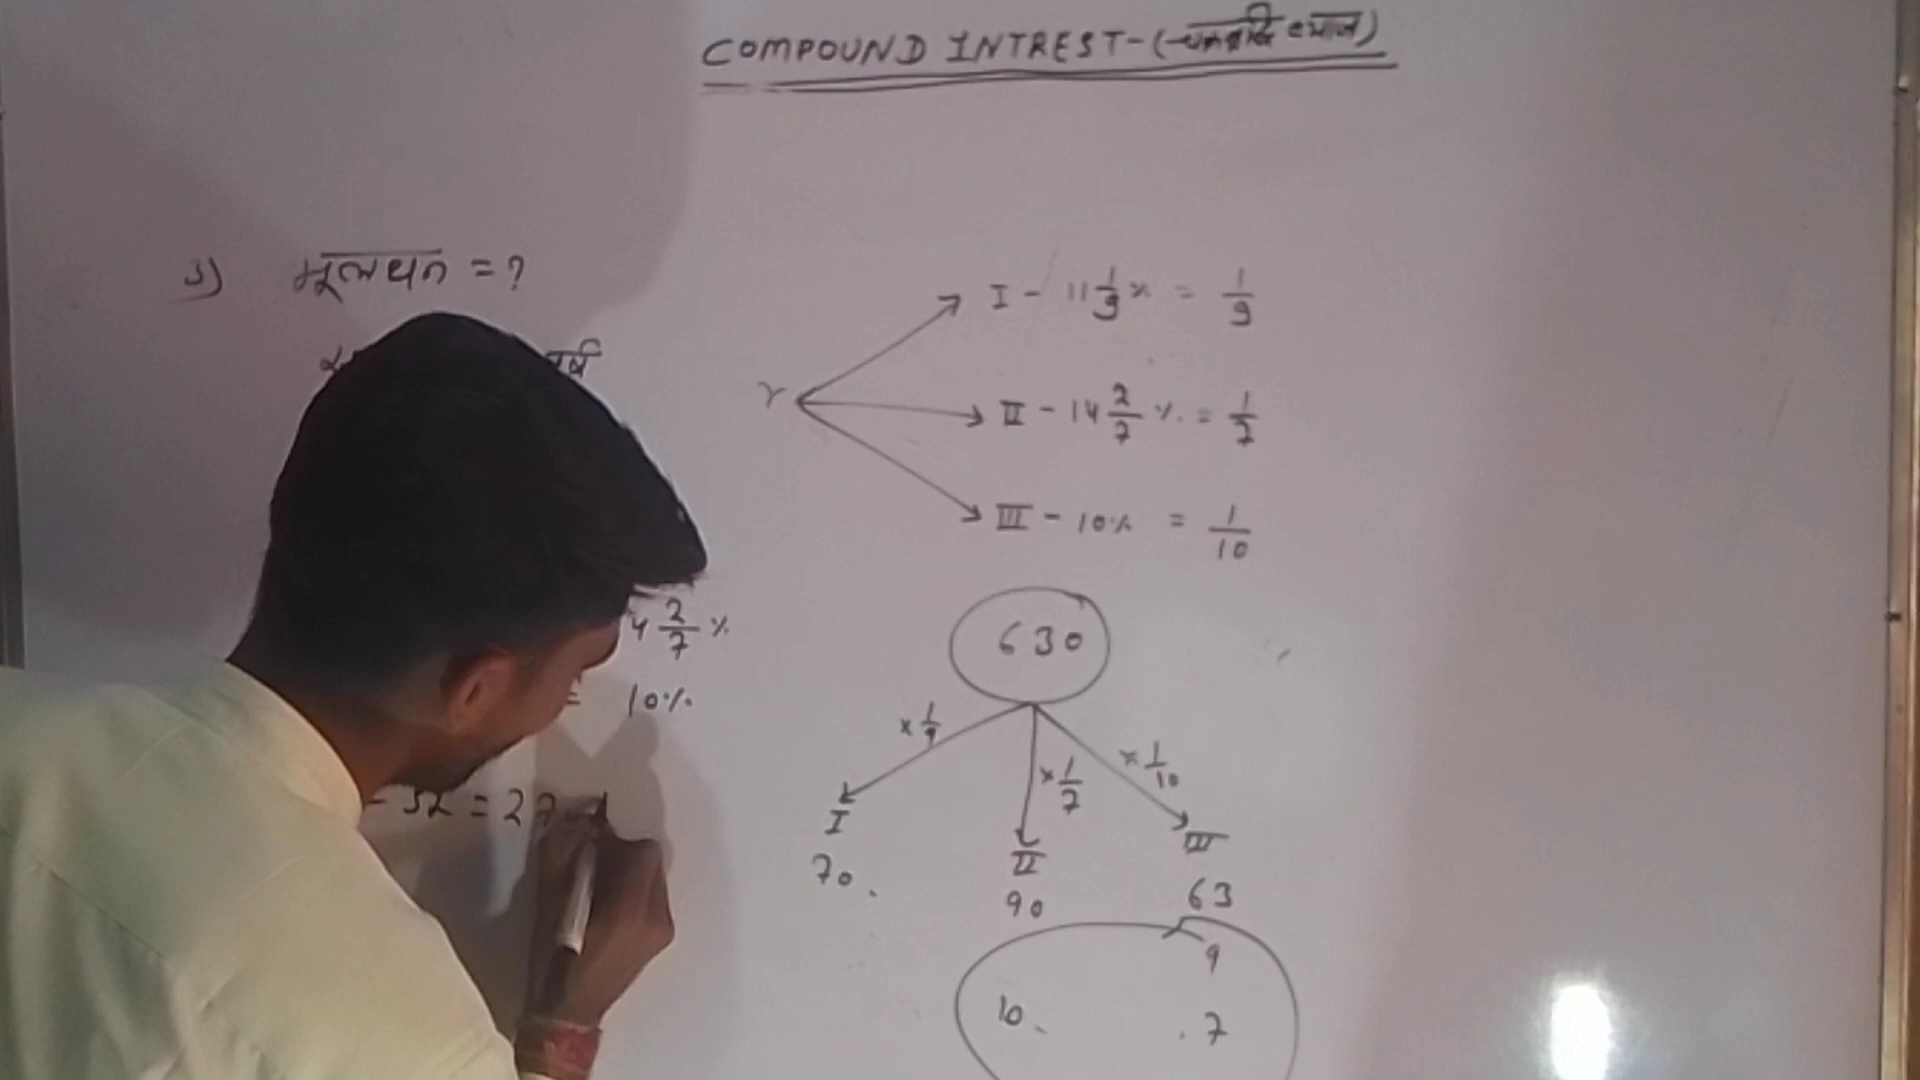 COMPOUND INTREST-(चक्रवृद्धि ब्याज)
3) मूलधन = ?
वर्ष
r
I - 11 1/9 % = 1/9
II - 14 2/7 % = 1/7
III - 10% = 1/10
4 2/7 %
= 10%
630
× 1/9
× 1/7
× 1/10
I
II
III
70
90
63
9
10
7